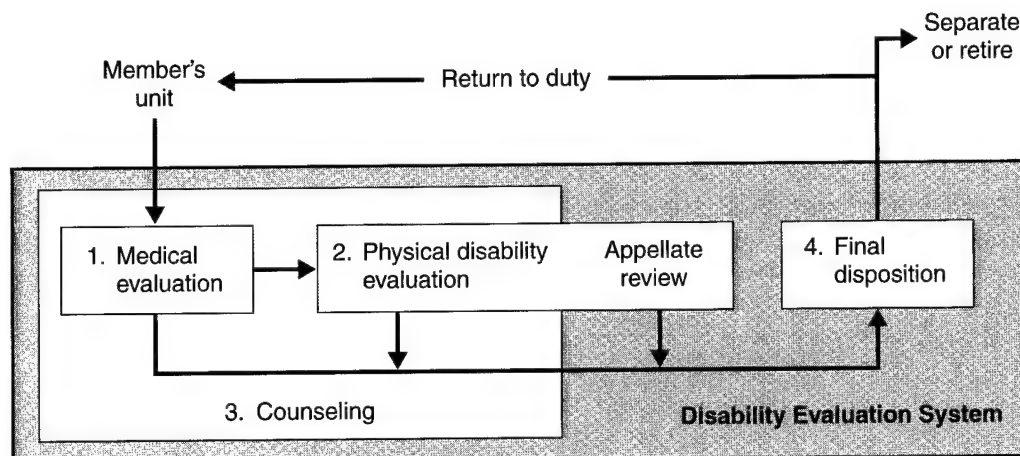 Separate
or retire
Member's
unit
Return to duty
1. Medical
evaluation
2. Physical disability
evaluation
Appellate
review
4. Final
disposition
3. Counseling
Disability Evaluation System